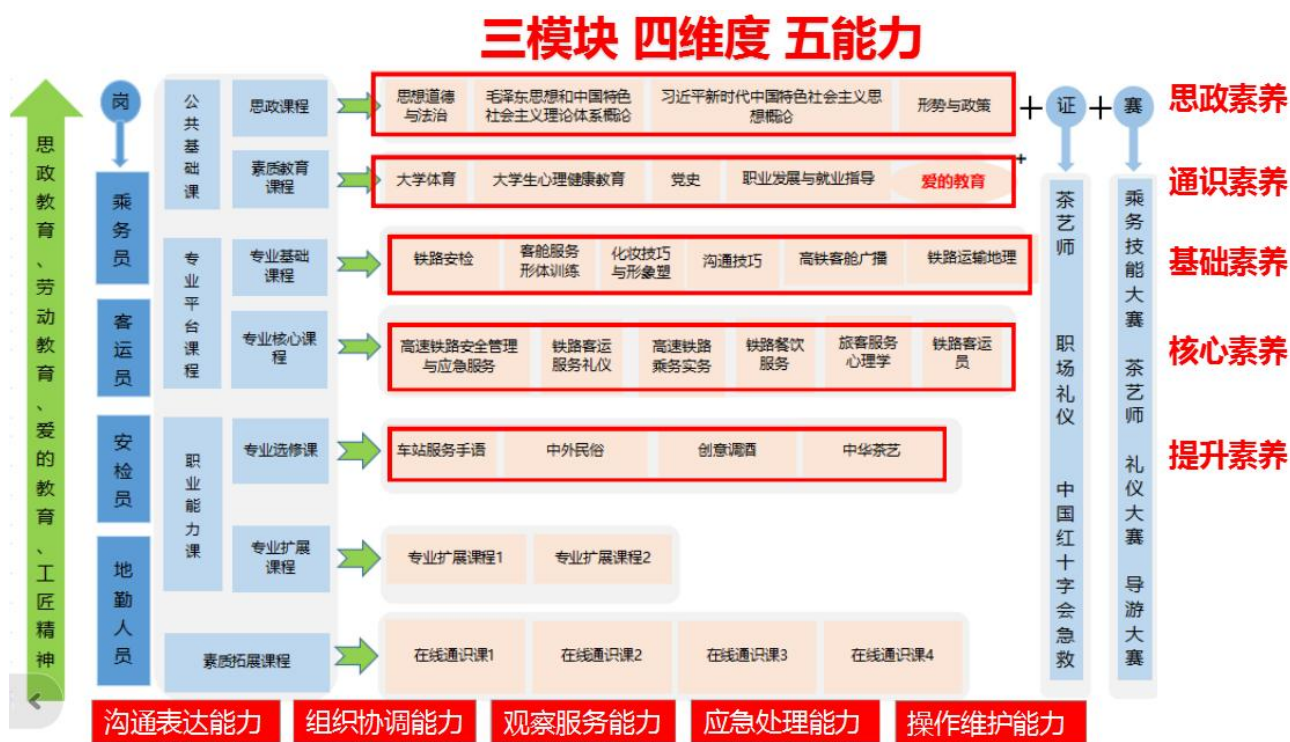 三模块 四维度 五能力
思政教育、劳动教育、爱的教育、工匠精神
岗
乘务员
客运员
安检员
地勤人员
公共基础课
思政课程
思想道德
与法治
毛泽东思想和中国特色
社会主义理论体系概论
习近平新时代中国特色社会主义思
想概论
形势与政策
+
证
+
赛
思政素养
素质教育
课程
大学体育
大学生心理健康教育
党史
职业发展与就业指导
爱的教育
+
通识素养
专业平台课程
专业基础
课程
铁路安检
客舱服务
形体训练
化妆技巧
与形象塑
沟通技巧
高铁客舱广播
铁路运输地理
基础素养
专业核心课
程
高速铁路安全管理
与应急服务
铁路客运
服务礼仪
高速铁路
乘务实务
铁路餐饮
服务
旅客服务
心理学
铁路客运
员
核心素养
职业能力课
专业选修课
车站服务手语
中外民俗
创意调酒
中华茶艺
提升素养
专业扩展
课程
专业扩展课程1
专业扩展课程2
素质拓展课程
在线通识课1
在线通识课2
在线通识课3
在线通识课4
茶艺师 职场礼仪 中国红十字会急救
乘务技能大赛 茶艺师 礼仪大赛 导游大赛
沟通表达能力
组织协调能力
观察服务能力
应急处理能力
操作维护能力